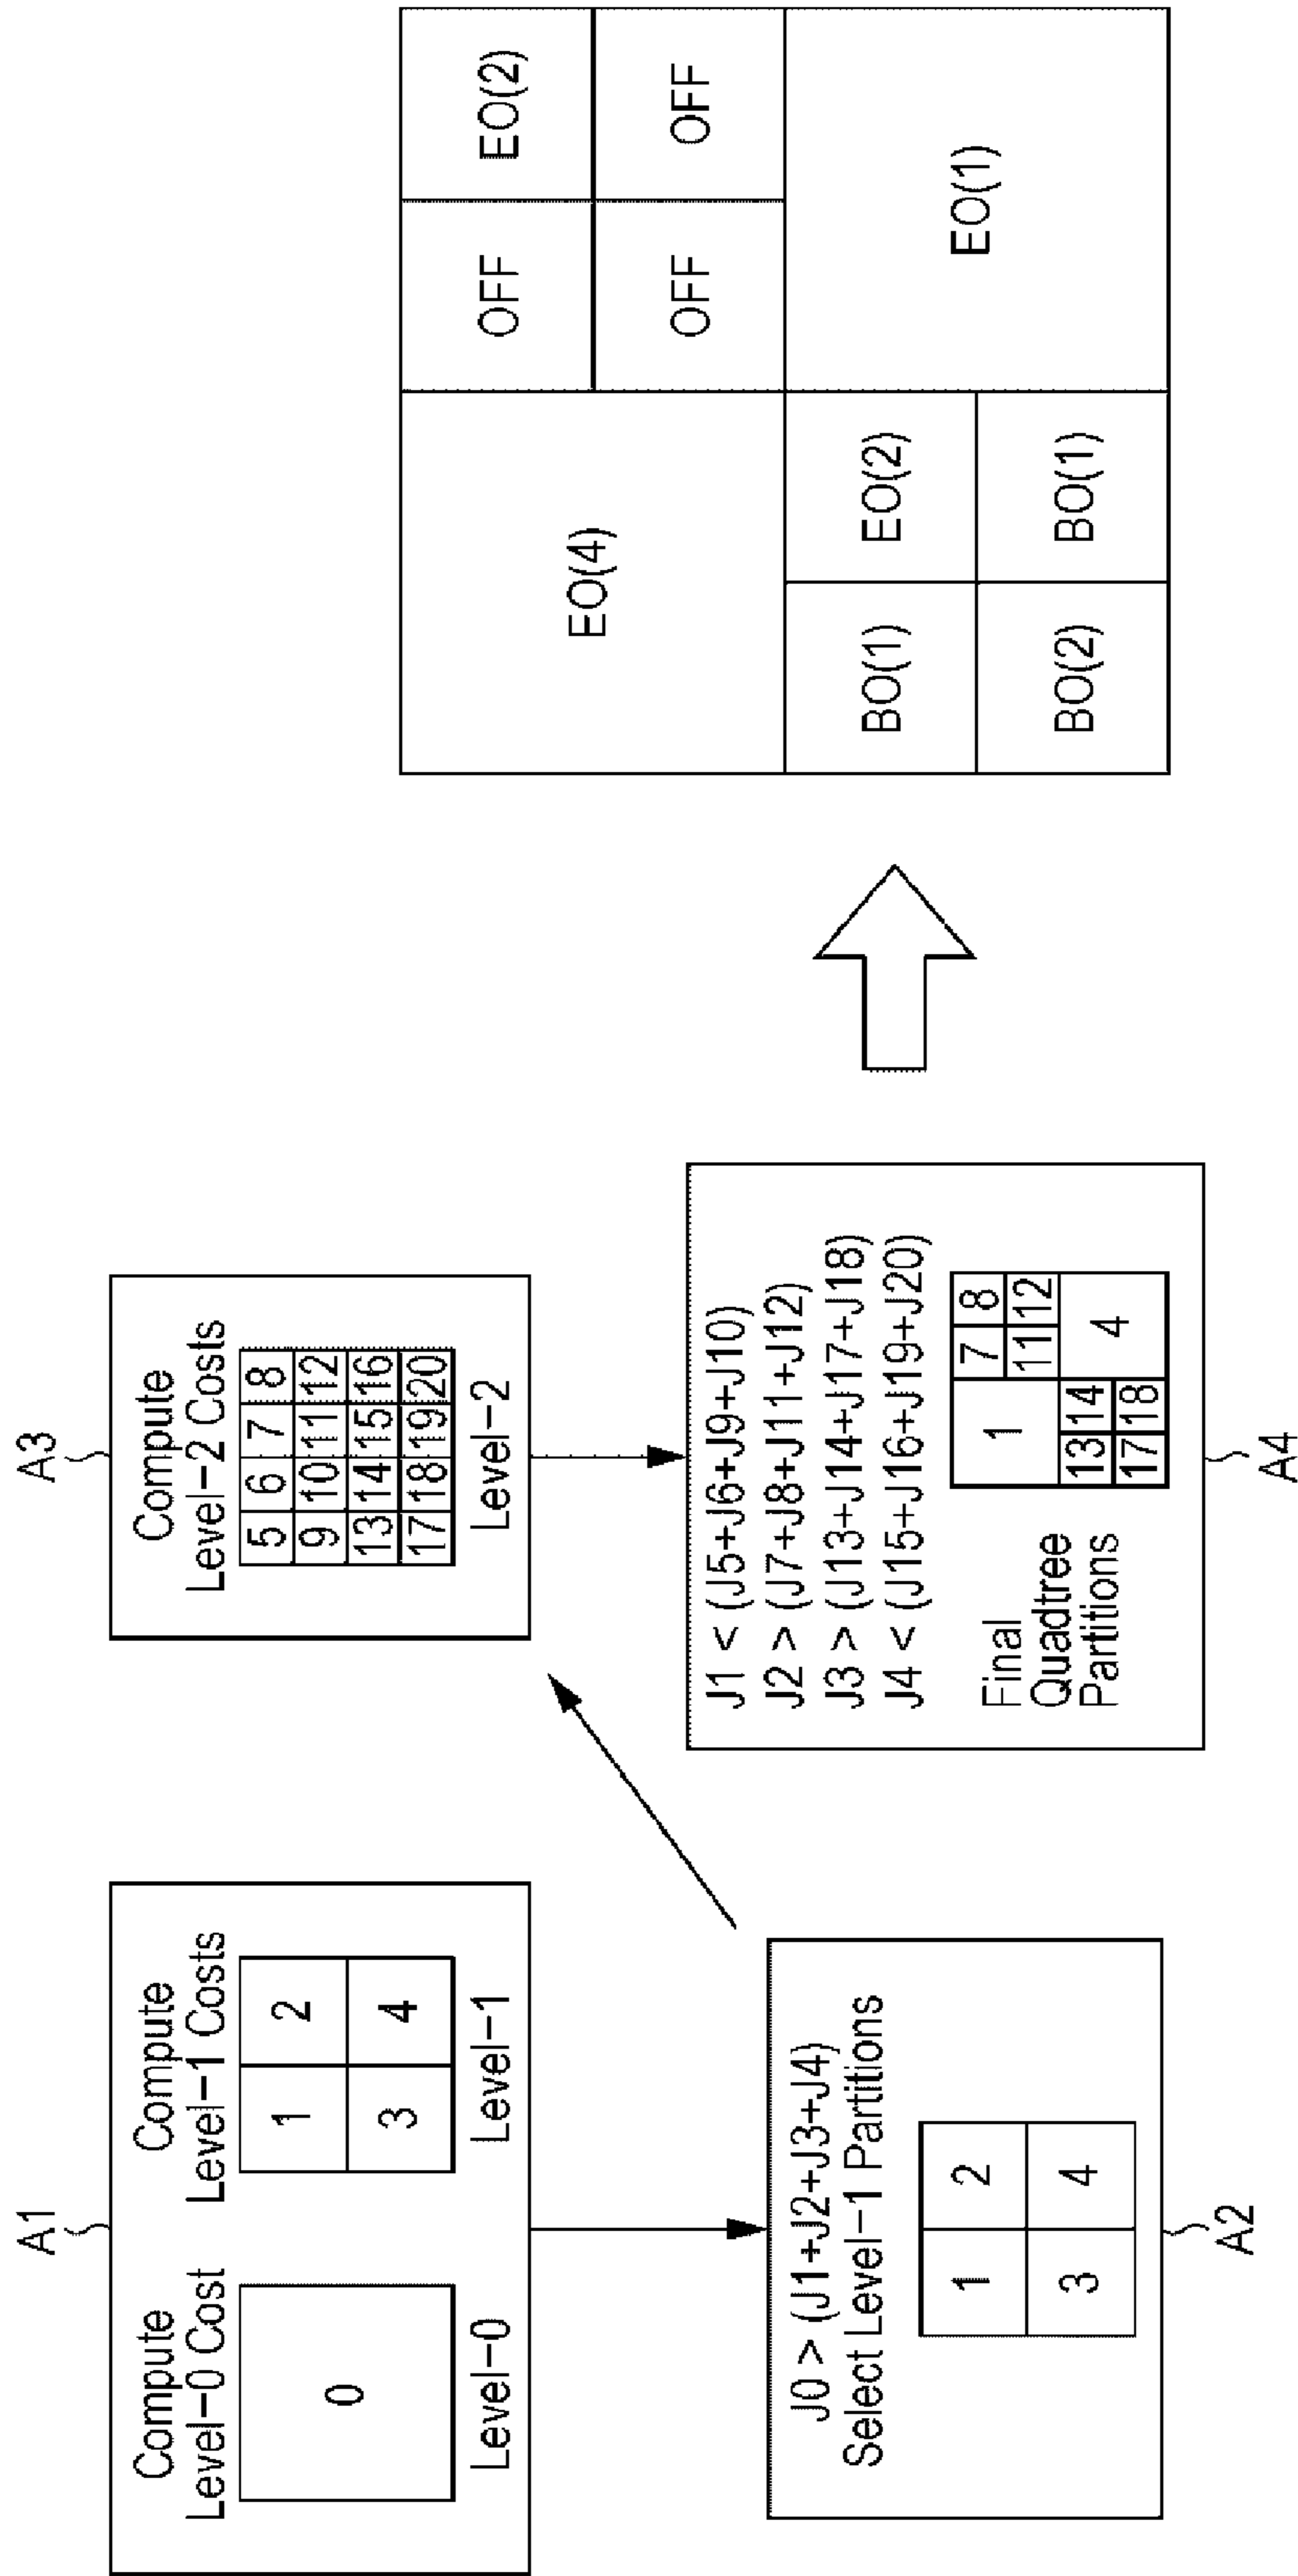 A1
Compute
Level-0 Cost
0
Level-0
Compute
Level-1 Costs
1 2
3 4
Level-1
J0 > (J1+J2+J3+J4)
Select Level-1 Partitions
1 2
3 4
A2
A3
Compute
Level-2 Costs
5 6 7 8
9 10 11 12
13 14 15 16
17 18 19 20
Level-2
J1 < (J5+J6+J9+J10)
J2 > (J7+J8+J11+J12)
J3 > (J13+J14+J17+J18)
J4 < (J15+J16+J19+J20)
Final
Quadtree
Partitions
1 7 8
11 12
13 14 4
17 18
A4
EO(4) OFF EO(2)
OFF OFF
BO(1) EO(2) EO(1)
BO(2) BO(1)